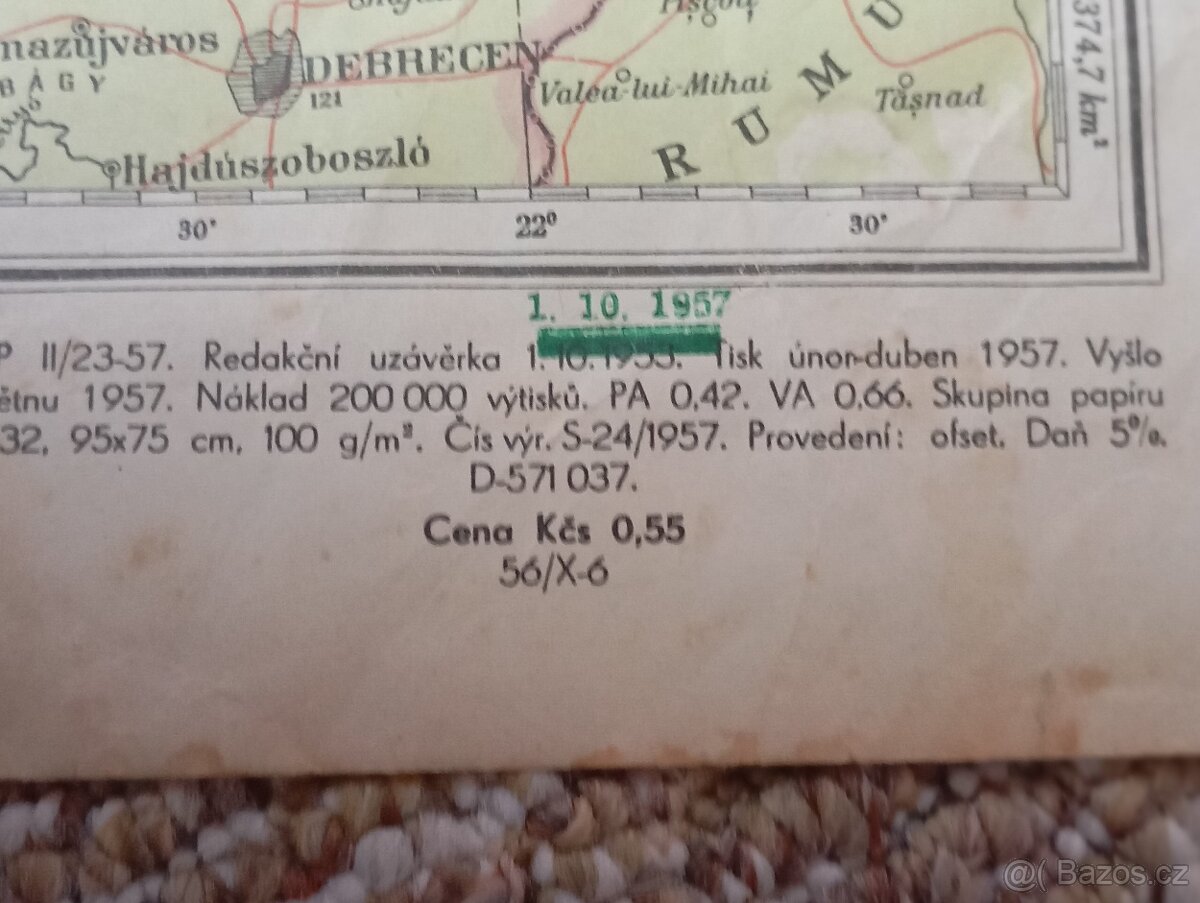 nazūjváros
DEBRECEN
BÁGY
121
Valea-lui-Mihai
Tășnad
R U M U
Hajdúszoboszló
374,7 km²
30'
22⁰
30'
1. 10. 1957
P II/23-57. Redakční uzávěrka 1.10.1955. Tisk únor-duben 1957. Vyšlo
ětnu 1957. Náklad 200 000 výtisků. PA 0,42. VA 0,66. Skupina papíru
32, 95x75 cm, 100 g/m². Čís výr. S-24/1957. Provedení: ofset. Daň 5%.
D-571 037.
Cena Kčs 0,55
56/X-6
@( Bazos.cz